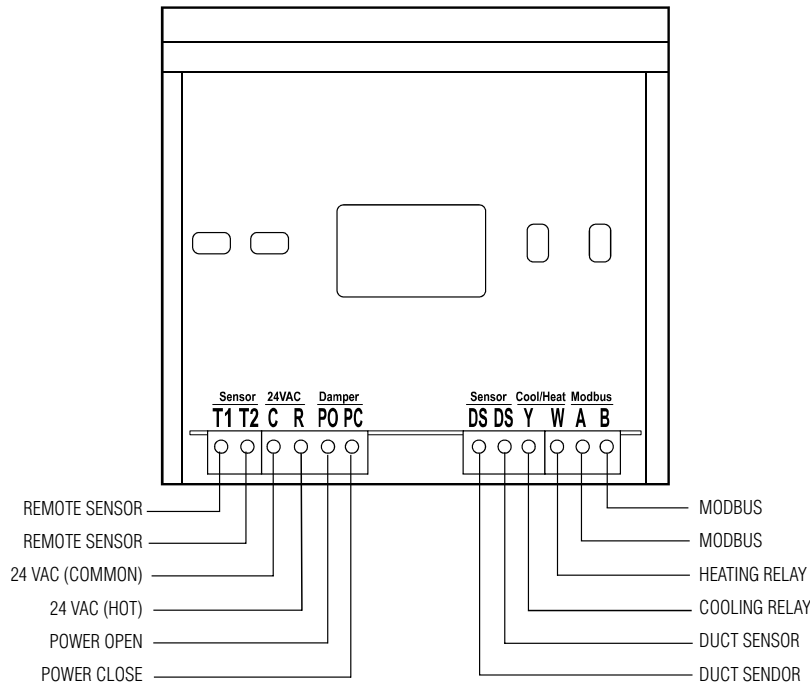 Sensor 24VAC Damper Sensor Cool/Heat Modbus
T1 T2 C R PO PC DS DS Y W A B
REMOTE SENSOR
REMOTE SENSOR
24 VAC (COMMON)
24 VAC (HOT)
POWER OPEN
POWER CLOSE
MODBUS
MODBUS
HEATING RELAY
COOLING RELAY
DUCT SENSOR
DUCT SENDOR